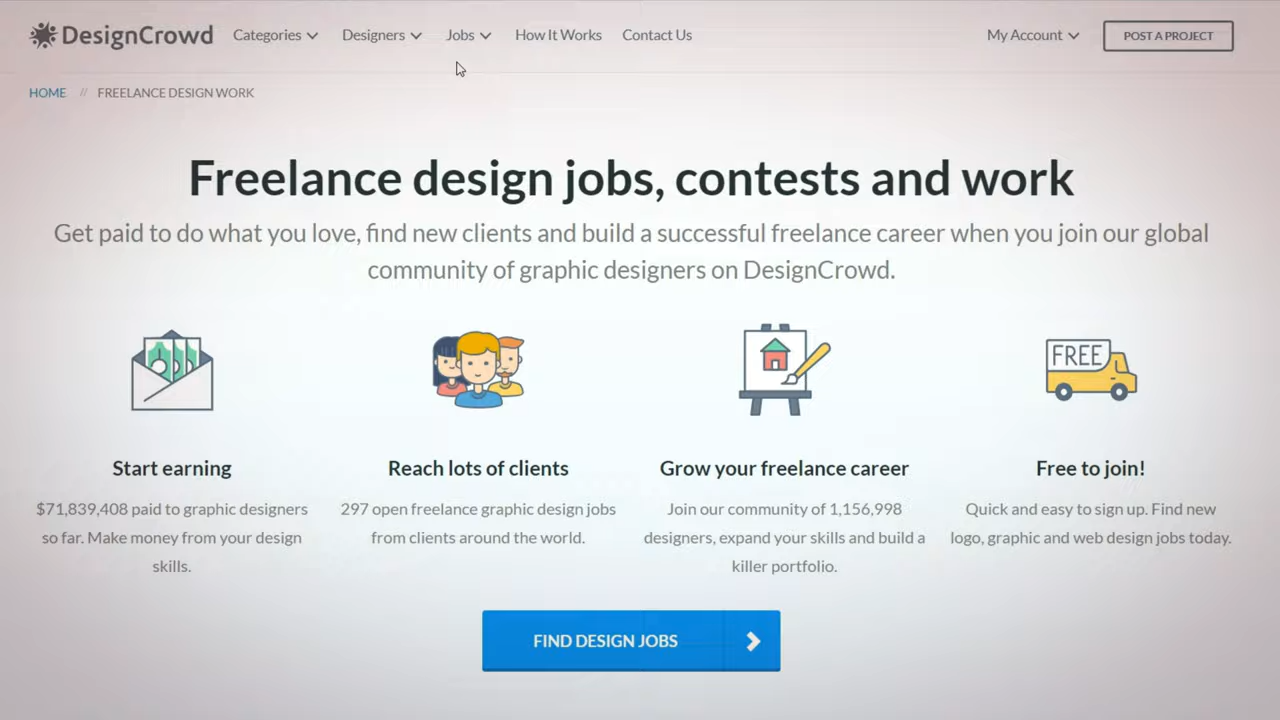 DesignCrowd Categories Designers Jobs How It Works Contact Us My Account POST A PROJECT
HOME // FREELANCE DESIGN WORK
Freelance design jobs, contests and work
Get paid to do what you love, find new clients and build a successful freelance career when you join our global
community of graphic designers on DesignCrowd.
FREE
Start earning
$71,839,408 paid to graphic designers
so far. Make money from your design
skills.
Reach lots of clients
297 open freelance graphic design jobs
from clients around the world.
Grow your freelance career
Join our community of 1,156,998
designers, expand your skills and build a
killer portfolio.
Free to join!
Quick and easy to sign up. Find new
logo, graphic and web design jobs today.
FIND DESIGN JOBS